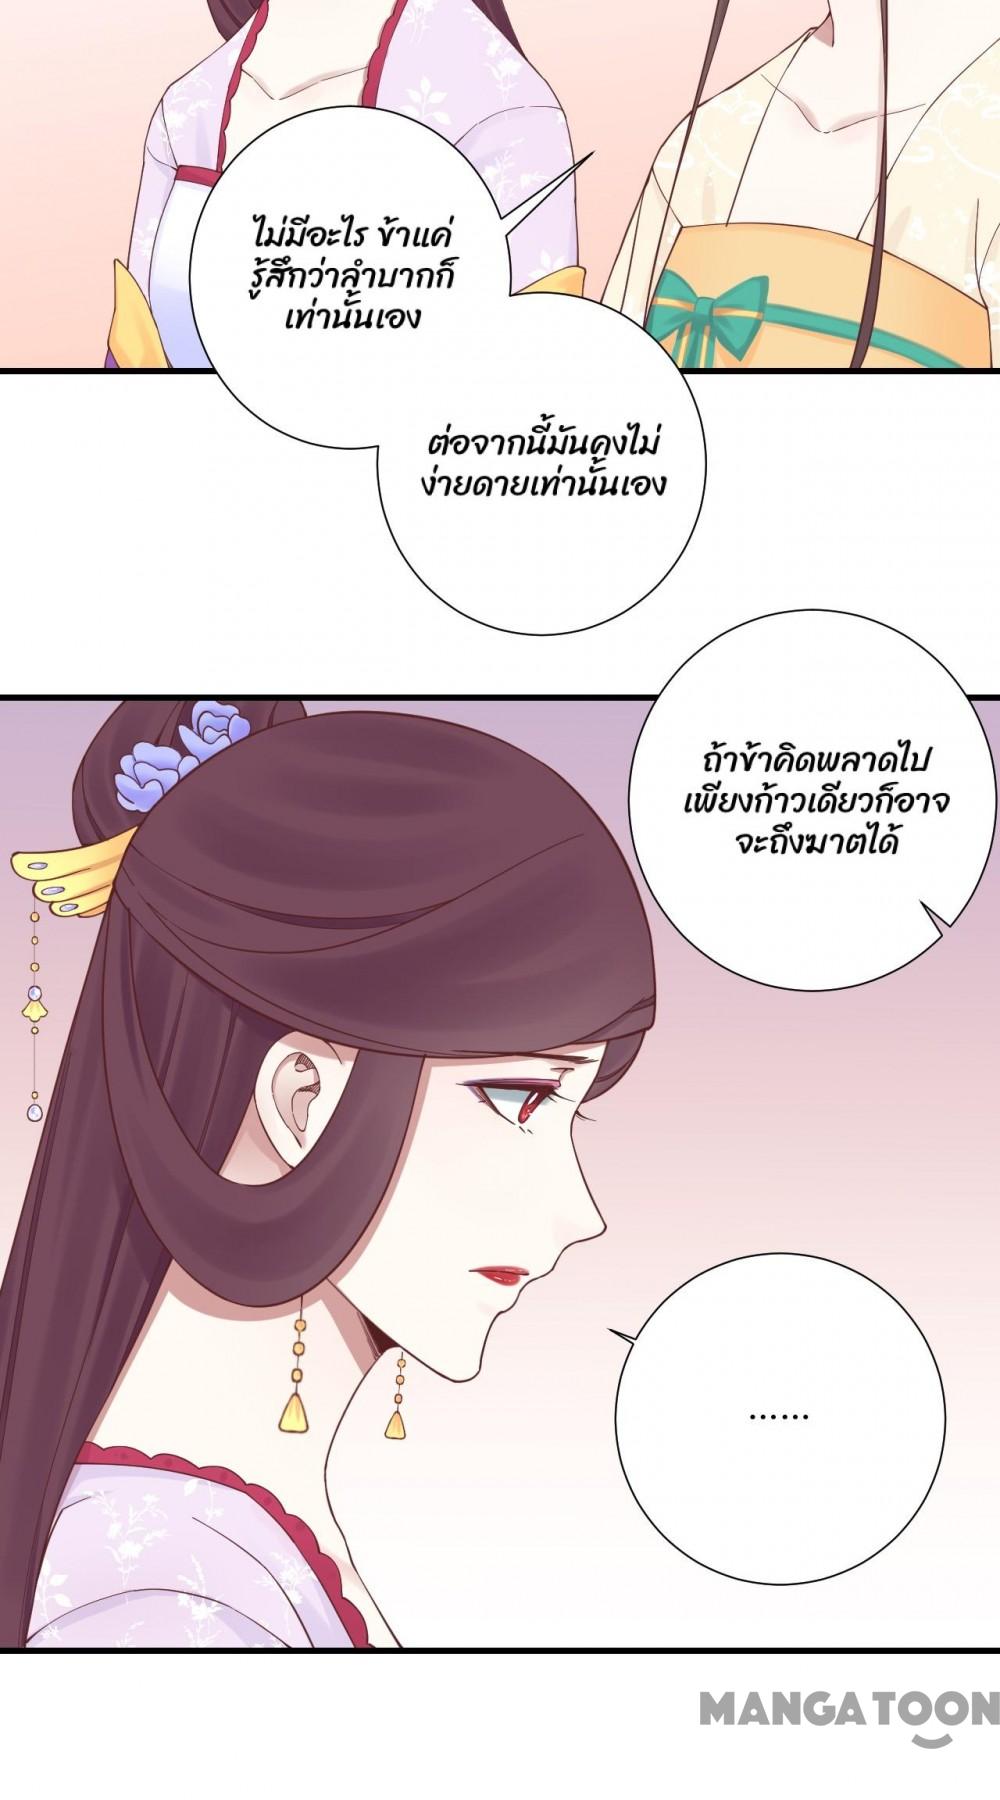 ไม่มีอะไร ข้าแค่
รู้สึกว่าลำบากก็
เท่านั้นเอง
ต่อจากนี้มันคงไม่
ง่ายดายเท่านั้นเอง
ถ้าข้าคิดพลาดไป
เพียงก้าวเดียวก็อาจ
จะถึงฆาตได้
......
MANGATOON